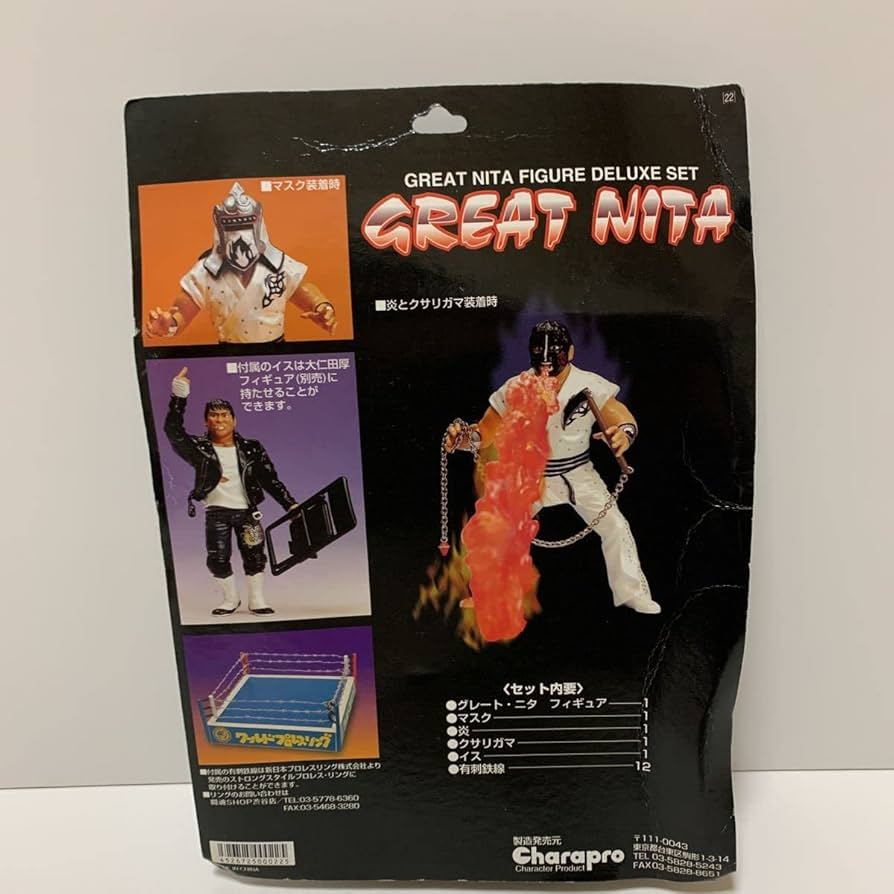 [22]
GREAT NITA FIGURE DELUXE SET
GREAT NITA
■マスク装着時
■炎とクサリガマ装着時
■付属のイスは大仁田厚
フィギュア(別売)に
持たせることが
できます。
ワールドプロレスリング
■付属の有刺鉄線は新日本プロレスリング株式会社より
発売のストロングスタイルプロレス・リングに
取り付けることができます。
■リングのお問い合わせは
闘魂SHOP渋谷店/TEL:03-5778-6360
FAX:03-5468-3280
〈セット内容〉
●グレート・ニタ フィギュア──1
●マスク──1
●炎──1
●クサリガマ──1
●イス──1
●有刺鉄線──12
4526725000225
製造発売元
Charapro
Character Product
〒111-0043
東京都台東区駒形1-3-14
TEL 03-5828-5243
FAX 03-5828-8651